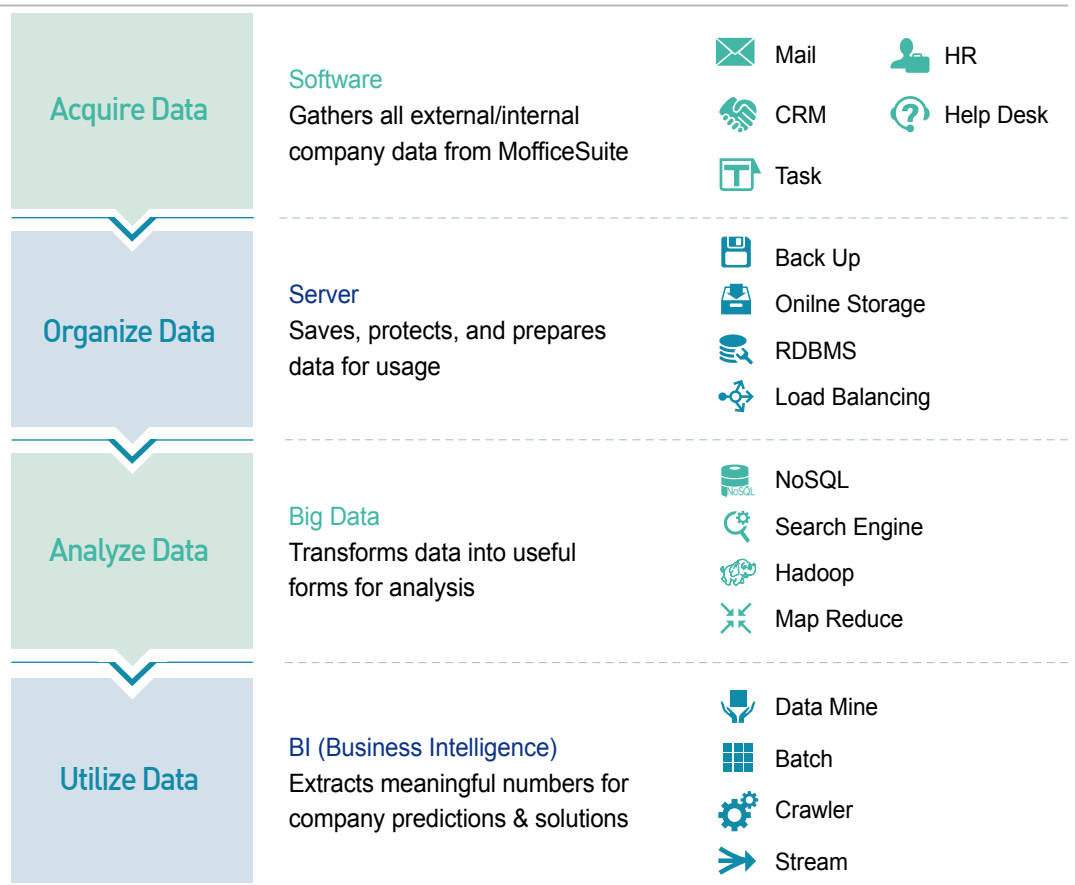 Acquire Data
Software
Gathers all external/internal
company data from MofficeSuite
Mail
HR
CRM
Help Desk
T Task
Organize Data
Server
Saves, protects, and prepares
data for usage
Back Up
Onilne Storage
RDBMS
Load Balancing
Analyze Data
Big Data
Transforms data into useful
forms for analysis
NoSQL NoSQL
Search Engine
Hadoop
Map Reduce
Utilize Data
BI (Business Intelligence)
Extracts meaningful numbers for
company predictions & solutions
Data Mine
Batch
Crawler
Stream